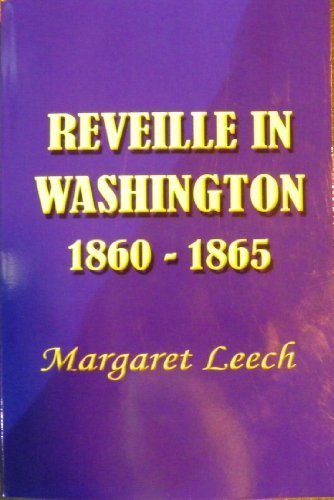 REVEILLE IN
WASHINGTON
1860 - 1865
Margaret Leech